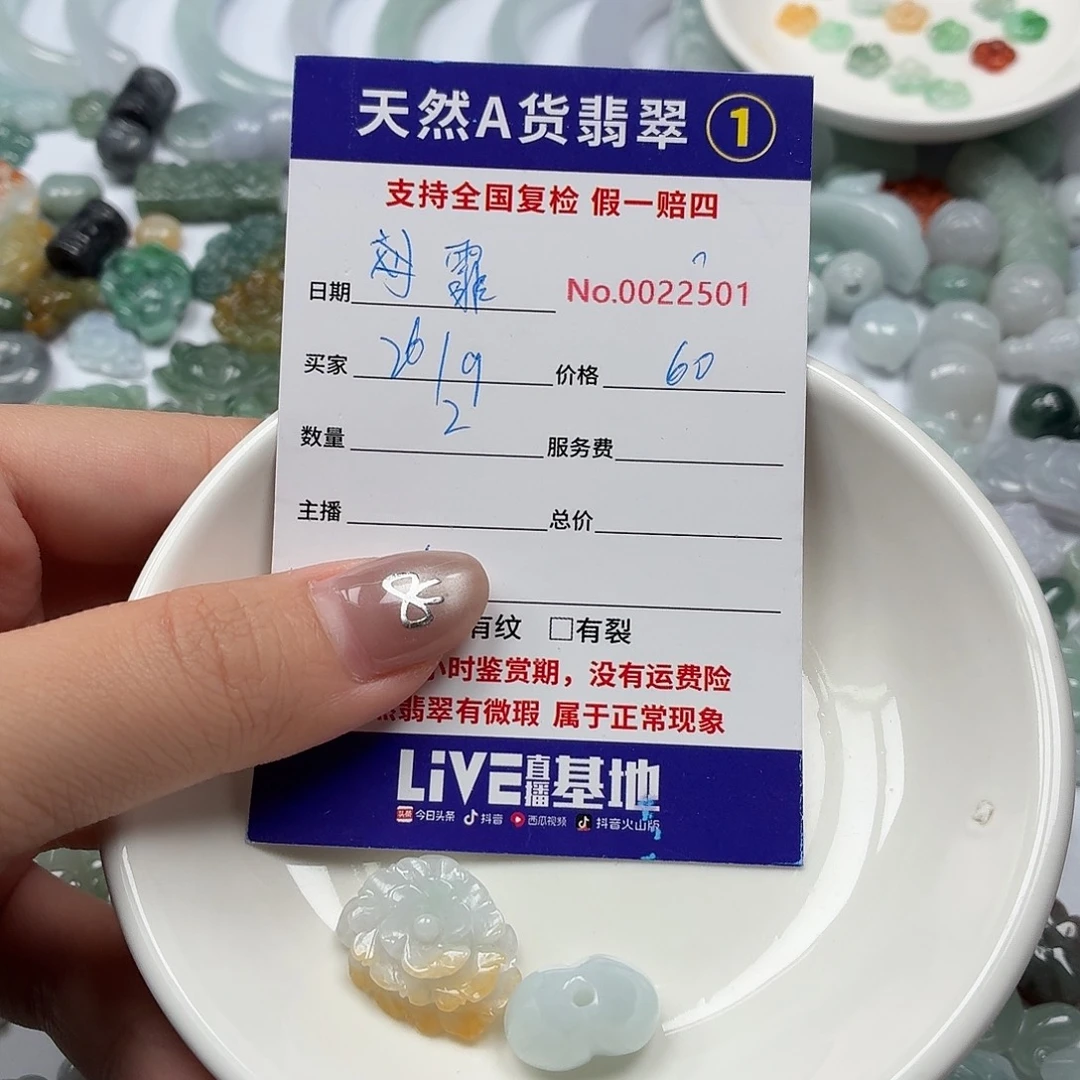 天然A货翡翠 1
支持全国复检 假一赔四
日期 No.0022501
买家 26/9 价格 60
数量 2 服务费
主播 总价
有纹 □有裂
小时鉴赏期，没有运费险
翡翠有微瑕 属于正常现象
LiVE直播基地
头条 今日头条 抖音 西瓜视频 抖音火山版